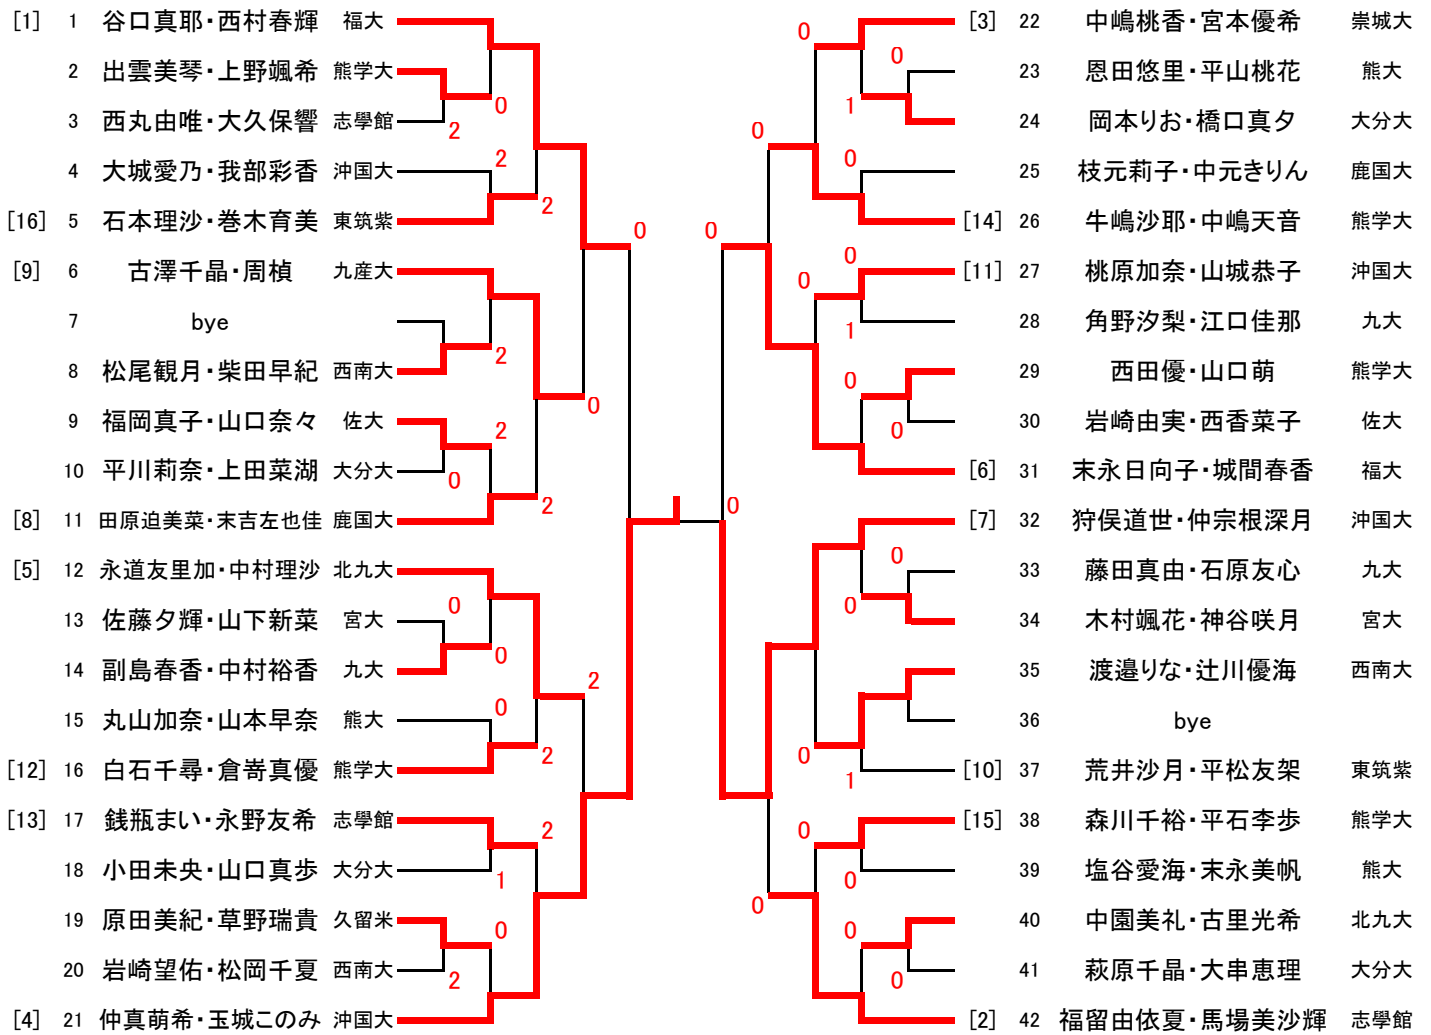 [1] 1 谷口真耶・西村春輝 福大
2 出雲美琴・上野颯希 熊学大
0
3 西丸由唯・大久保響 志學館
2
4 大城愛乃・我部彩香 沖国大
2
[16] 5 石本理沙・巻木育美 東筑紫
2
0
[9] 6 古澤千晶・周楨 九産大
7 bye
8 松尾観月・柴田早紀 西南大
2
0
9 福岡真子・山口奈々 佐大
2
10 平川莉奈・上田菜湖 大分大
0
[8] 11 田原迫美菜・末吉左也佳 鹿国大
2
[5] 12 永道友里加・中村理沙 北九大
0
13 佐藤夕輝・山下新菜 宮大
14 副島春香・中村裕香 九大
0
2
15 丸山加奈・山本早奈 熊大
0
[12] 16 白石千尋・倉嵜真優 熊学大
2
[13] 17 銭瓶まい・永野友希 志學館
2
18 小田未央・山口真歩 大分大
1
19 原田美紀・草野瑞貴 久留米
0
20 岩崎望佑・松岡千夏 西南大
2
[4] 21 仲真萌希・玉城このみ 沖国大
0
[3] 22 中嶋桃香・宮本優希 崇城大
0
23 恩田悠里・平山桃花 熊大
1
24 岡本りお・橋口真夕 大分大
0
0
25 枝元莉子・中元きりん 鹿国大
[14] 26 牛嶋沙耶・中嶋天音 熊学大
0
0
[11] 27 桃原加奈・山城恭子 沖国大
0
28 角野汐梨・江口佳那 九大
1
29 西田優・山口萌 熊学大
0
30 岩崎由実・西香菜子 佐大
0
[6] 31 末永日向子・城間春香 福大
0
[7] 32 狩俣道世・仲宗根深月 沖国大
0
33 藤田真由・石原友心 九大
0
34 木村颯花・神谷咲月 宮大
35 渡邉りな・辻川優海 西南大
36 bye
0
[10] 37 荒井沙月・平松友架 東筑紫
1
[15] 38 森川千裕・平石李歩 熊学大
0
39 塩谷愛海・末永美帆 熊大
0
0
40 中園美礼・古里光希 北九大
0
41 萩原千晶・大串恵理 大分大
0
[2] 42 福留由依夏・馬場美沙輝 志學館